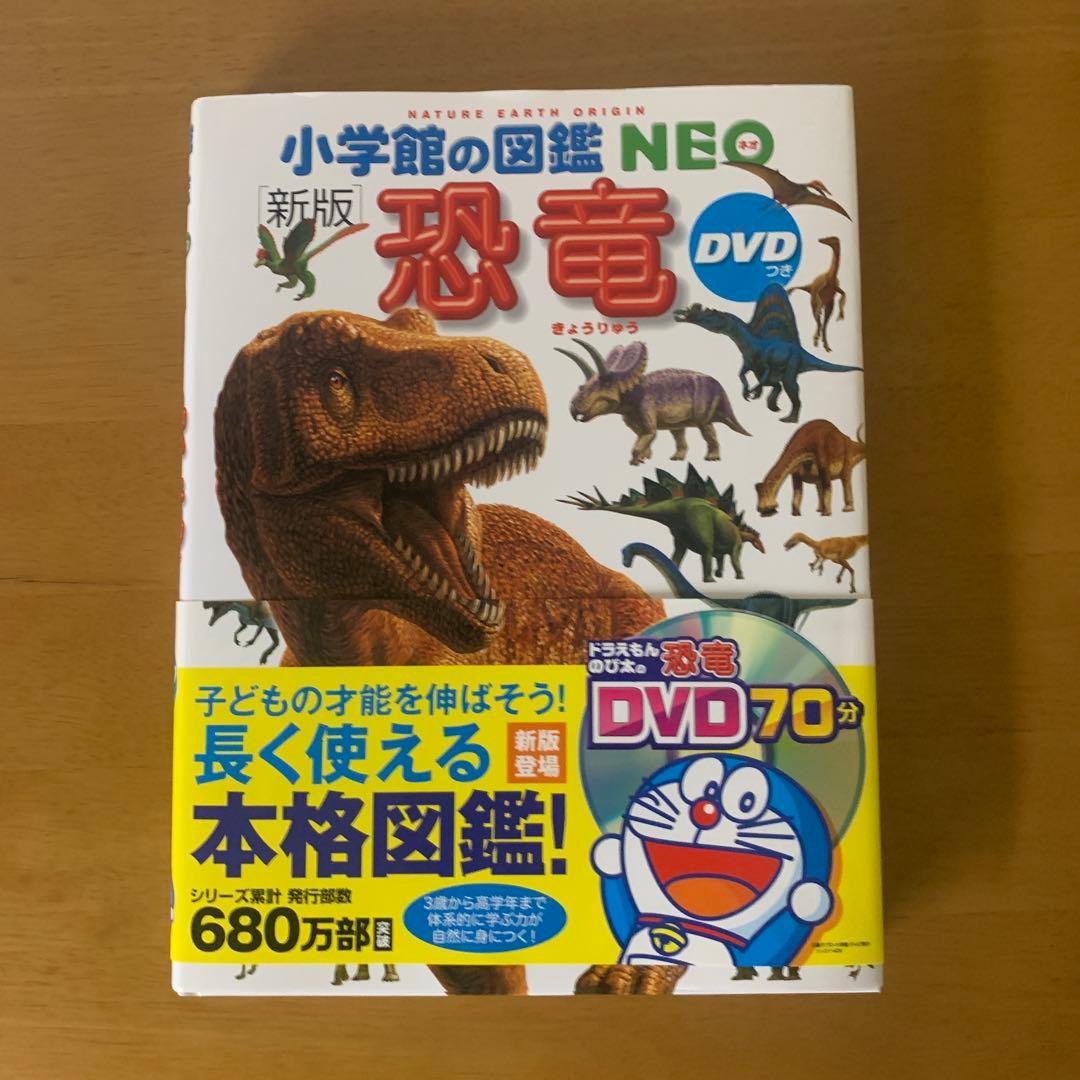 NATURE EARTH ORIGIN
小学館の図鑑 NEO
ネオ
[新版]
恐竜
きょうりゅう
DVD
つき
ドラえもん
のび太の
恐竜
DVD70分
子どもの才能を伸ばそう!
長く使える
新版
登場
本格図鑑!
シリーズ累計 発行部数
680万部突破
3歳から高学年まで
体系的に学ぶ力が
自然に身につく!